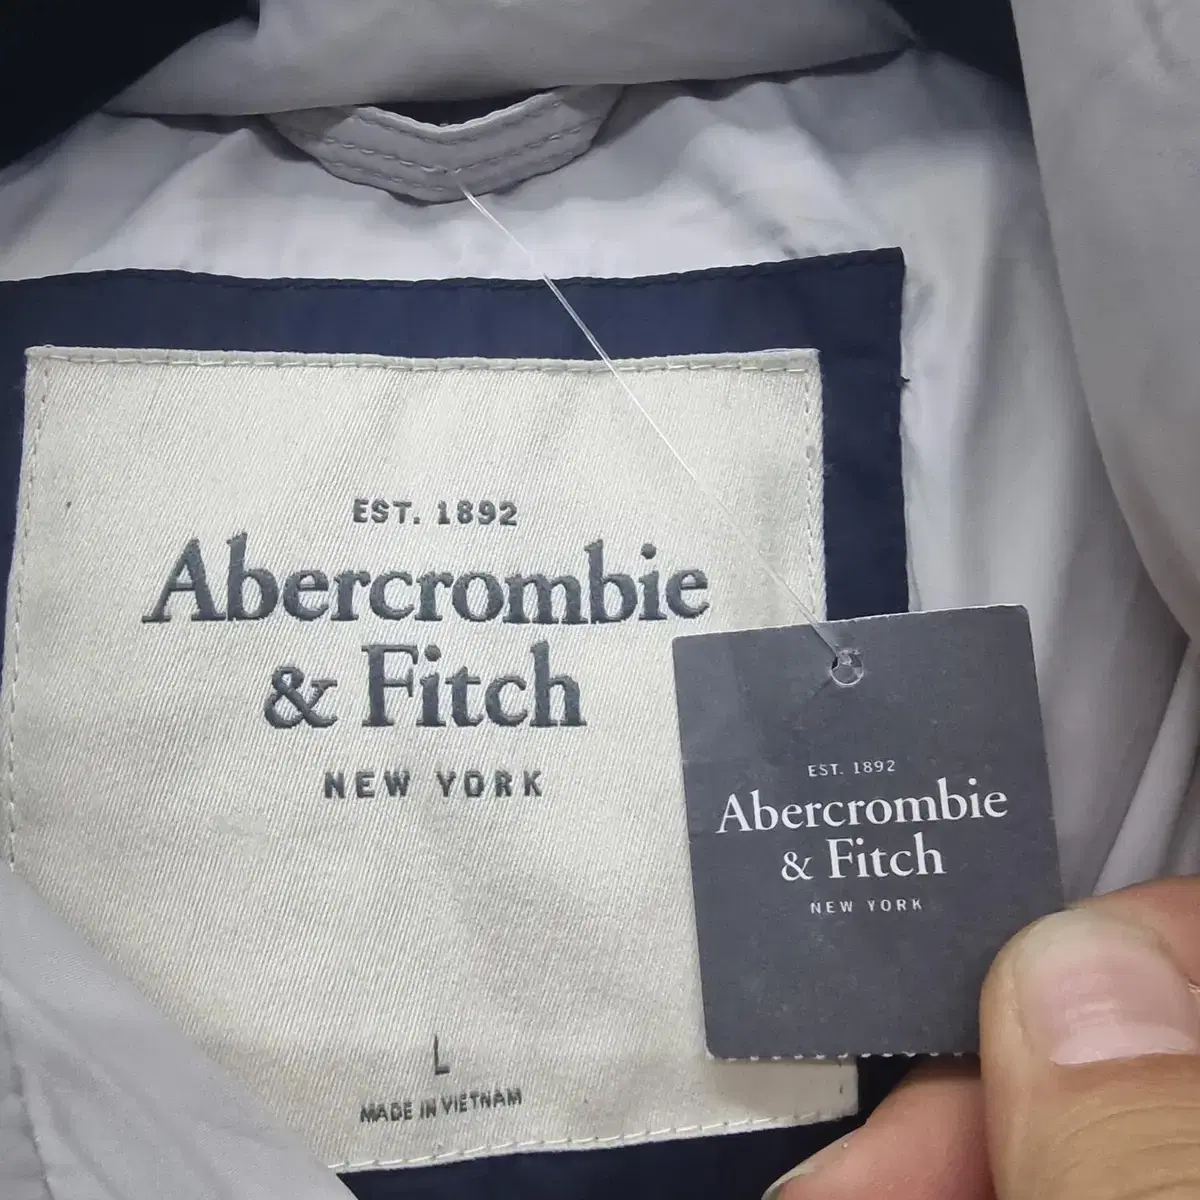 EST. 1892
Abercrombie
& Fitch
NEW YORK
L
MADE IN VIETNAM
EST. 1892
Abercrombie
& Fitch
NEW YORK